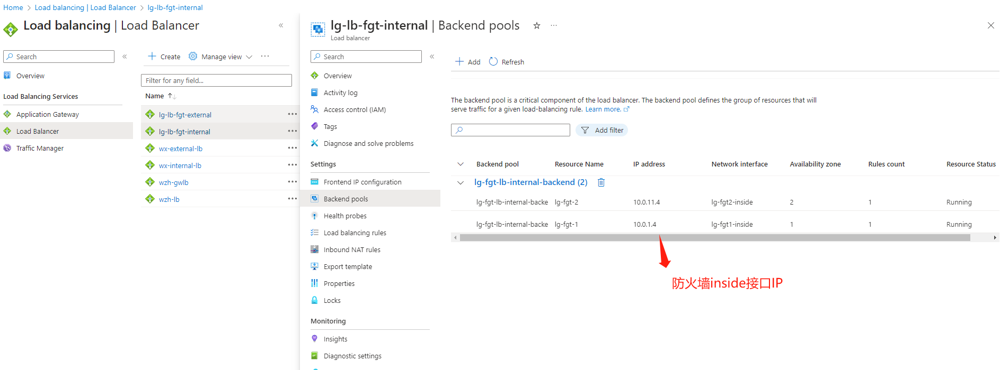 Home > Load balancing | Load Balancer > lg-lb-fgt-internal
Load balancing | Load Balancer
«
Search
«
Overview
Load Balancing Services
Application Gateway
Load Balancer
Traffic Manager
+ Create Manage view ···
Filter for any field...
Name ↑↓
lg-lb-fgt-external ···
lg-lb-fgt-internal ···
wx-external-lb ···
wx-internal-lb ···
wzh-gwlb ···
wzh-lb ···
lg-lb-fgt-internal | Backend pools ☆ ···
Load balancer
Search
«
Overview
Activity log
Access control (IAM)
Tags
Diagnose and solve problems
Settings
Frontend IP configuration
Backend pools
Health probes
Load balancing rules
Inbound NAT rules
Export template
Properties
Locks
Monitoring
Insights
Diagnostic settings
+ Add Refresh
The backend pool is a critical component of the load balancer. The backend pool defines the group of resources that will
serve traffic for a given load-balancing rule. Learn more.
Add filter
Backend pool Resource Name IP address Network interface Availability zone Rules count Resource Status
lg-fgt-lb-internal-backend (2)
lg-fgt-lb-internal-backe lg-fgt-2 10.0.11.4 lg-fgt2-inside 2 1 Running
lg-fgt-lb-internal-backe lg-fgt-1 10.0.1.4 lg-fgt1-inside 1 1 Running
防火墙inside接口IP